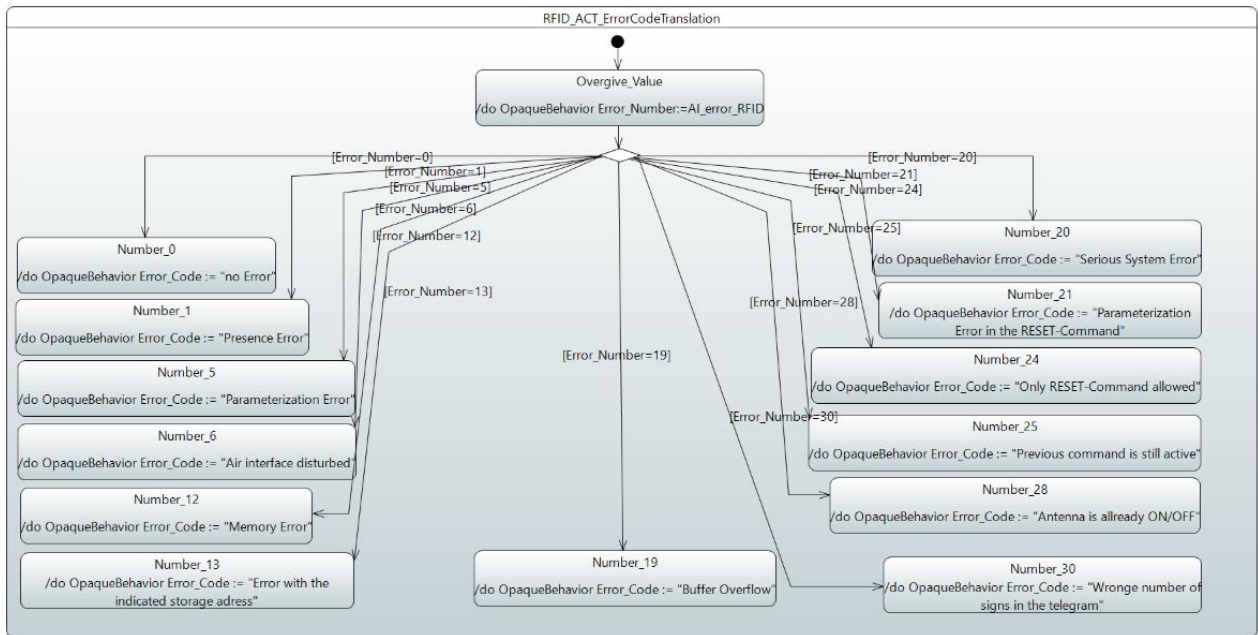 RFID_ACT_ErrorCodeTranslation
Overgive_Value
/do OpaqueBehavior Error_Number:=AI_error_RFID
[Error_Number=0]
[Error_Number=1]
[Error_Number=5]
[Error_Number=6]
[Error_Number=12]
[Error_Number=13]
[Error_Number=19]
[Error_Number=20]
[Error_Number=21]
[Error_Number=24]
[Error_Number=25]
[Error_Number=28]
[Error_Number=30]
Number_0
/do OpaqueBehavior Error_Code := "no Error"
Number_1
/do OpaqueBehavior Error_Code := "Presence Error"
Number_5
/do OpaqueBehavior Error_Code := "Parameterization Error"
Number_6
/do OpaqueBehavior Error_Code := "Air interface disturbed"
Number_12
/do OpaqueBehavior Error_Code := "Memory Error"
Number_13
/do OpaqueBehavior Error_Code := "Error with the
indicated storage adress"
Number_19
/do OpaqueBehavior Error_Code := "Buffer Overflow"
Number_20
/do OpaqueBehavior Error_Code := "Serious System Error"
Number_21
/do OpaqueBehavior Error_Code := "Parameterization
Error in the RESET-Command"
Number_24
/do OpaqueBehavior Error_Code := "Only RESET-Command allowed"
Number_25
/do OpaqueBehavior Error_Code := "Previous command is still active"
Number_28
/do OpaqueBehavior Error_Code := "Antenna is allready ON/OFF"
Number_30
/do OpaqueBehavior Error_Code := "Wronge number of
signs in the telegram"